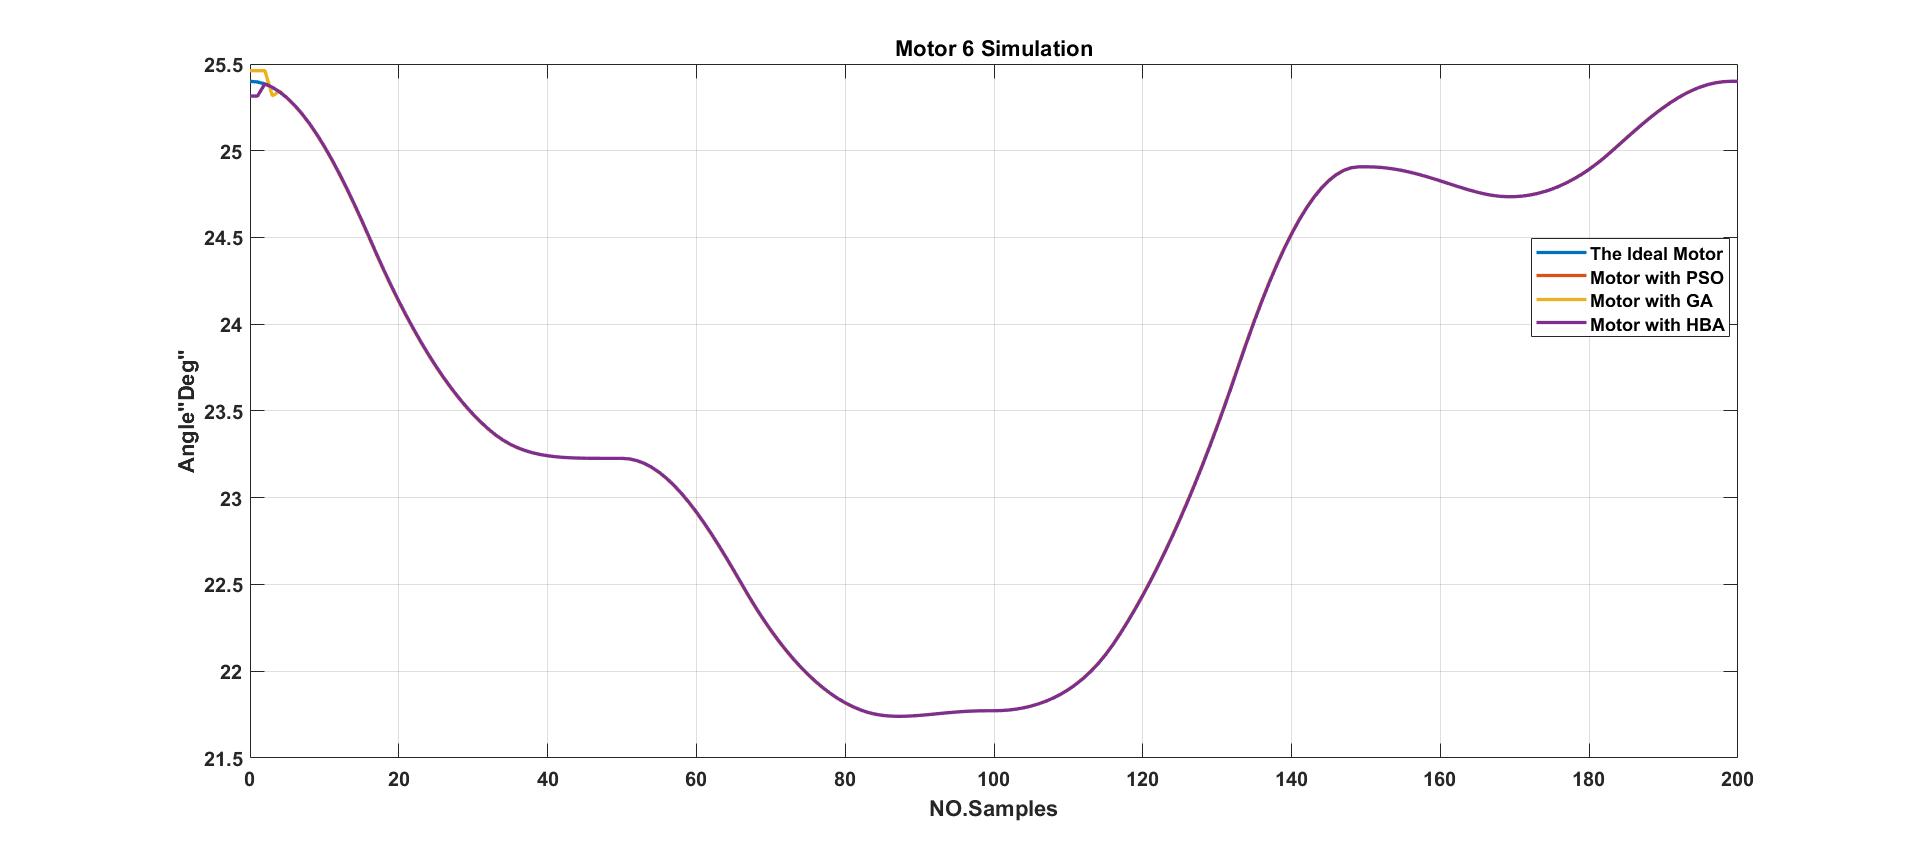 Motor 6 Simulation
25.5
25
24.5
24
23.5
23
22.5
22
21.5
Angle"Deg"
The Ideal Motor
Motor with PSO
Motor with GA
Motor with HBA
0 20 40 60 80 100 120 140 160 180 200
NO.Samples